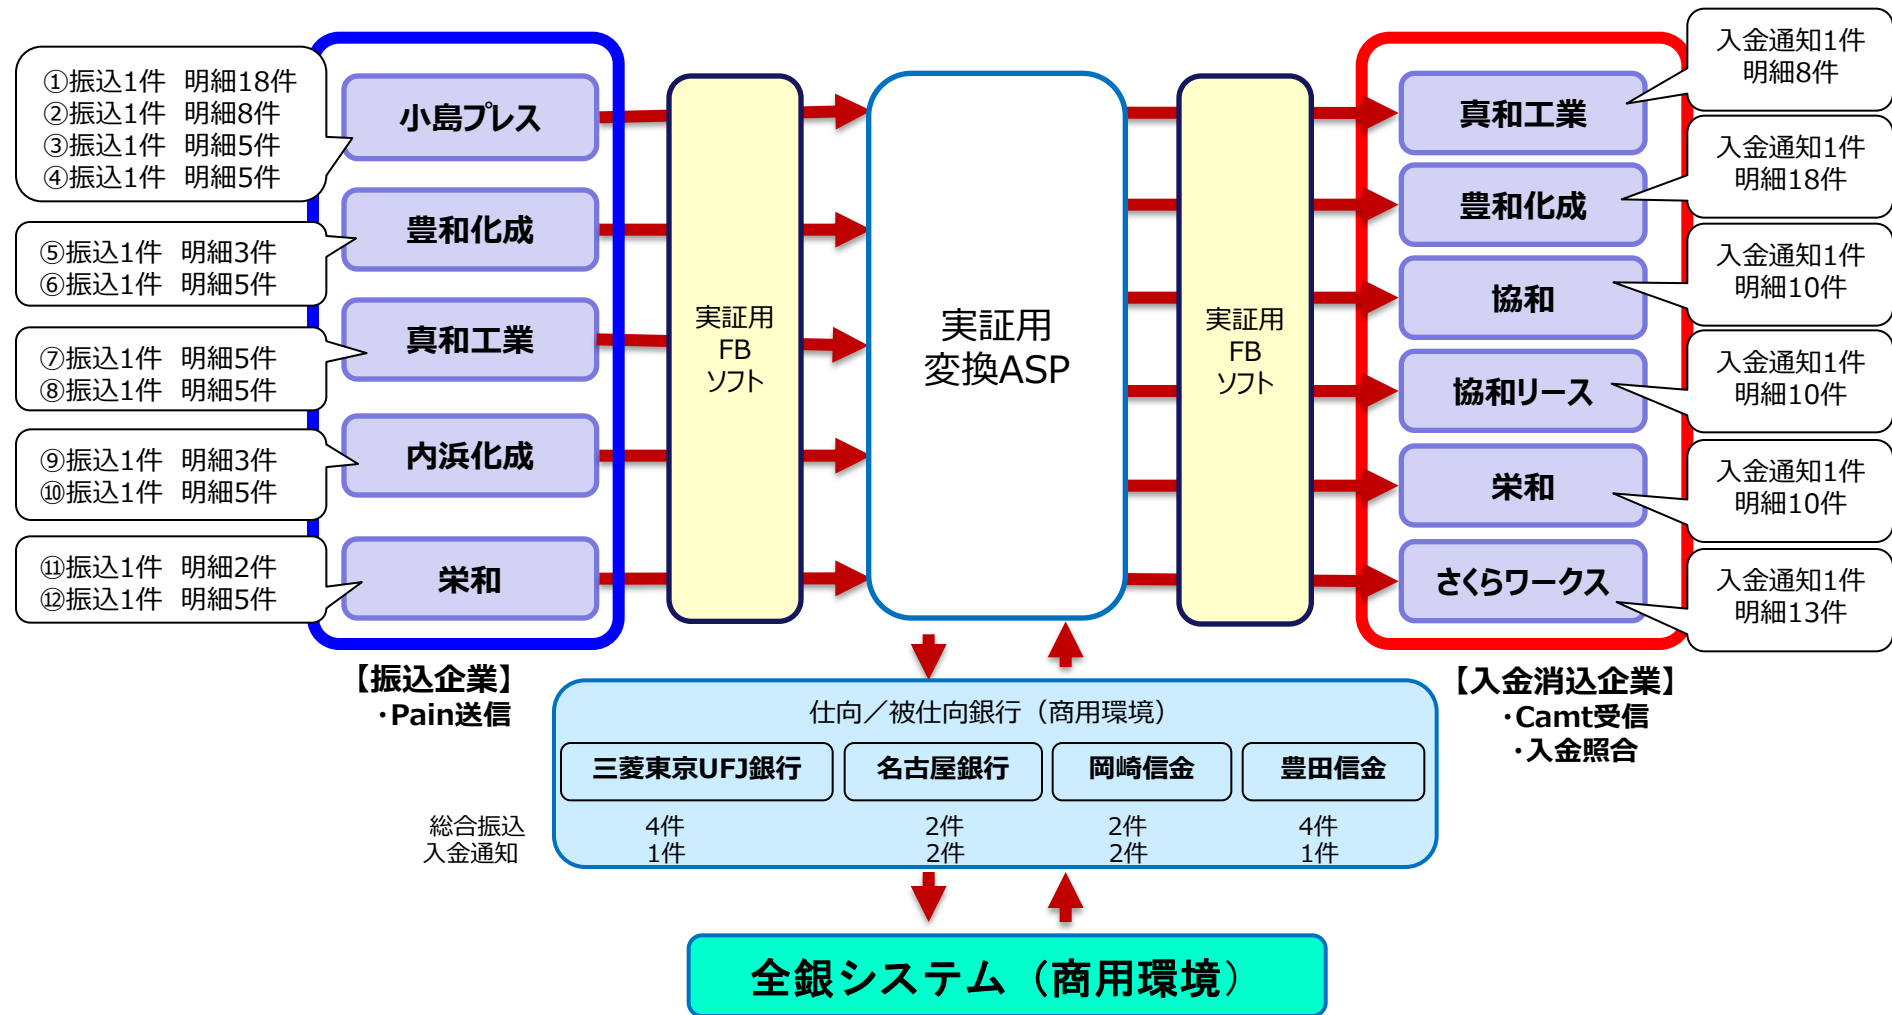 ①振込1件 明細18件
②振込1件 明細8件
③振込1件 明細5件
④振込1件 明細5件
⑤振込1件 明細3件
⑥振込1件 明細5件
⑦振込1件 明細5件
⑧振込1件 明細5件
⑨振込1件 明細3件
⑩振込1件 明細5件
⑪振込1件 明細2件
⑫振込1件 明細5件
小島プレス
豊和化成
真和工業
内浜化成
栄和
【振込企業】
・Pain送信
実証用
FB
ソフト
実証用
変換ASP
実証用
FB
ソフト
真和工業
豊和化成
協和
協和リース
栄和
さくらワークス
【入金消込企業】
・Camt受信
・入金照合
入金通知1件
明細8件
入金通知1件
明細18件
入金通知1件
明細10件
入金通知1件
明細10件
入金通知1件
明細10件
入金通知1件
明細13件
仕向／被仕向銀行（商用環境）
三菱東京UFJ銀行 名古屋銀行 岡崎信金 豊田信金
総合振込 4件 2件 2件 4件
入金通知 1件 2件 2件 1件
全銀システム（商用環境）